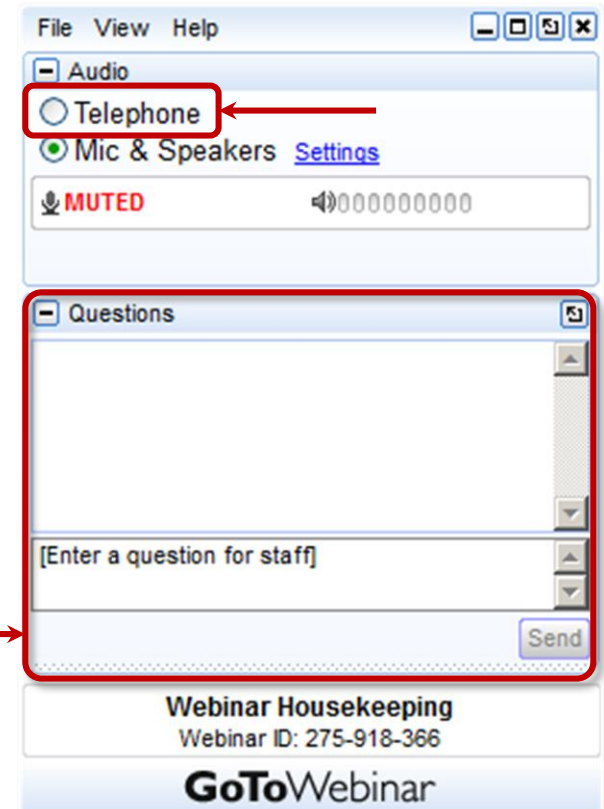 File View Help
Audio
Telephone
Mic & Speakers Settings
MUTED 000000000
Questions
[Enter a question for staff]
Send
Webinar Housekeeping
Webinar ID: 275-918-366
GoToWebinar